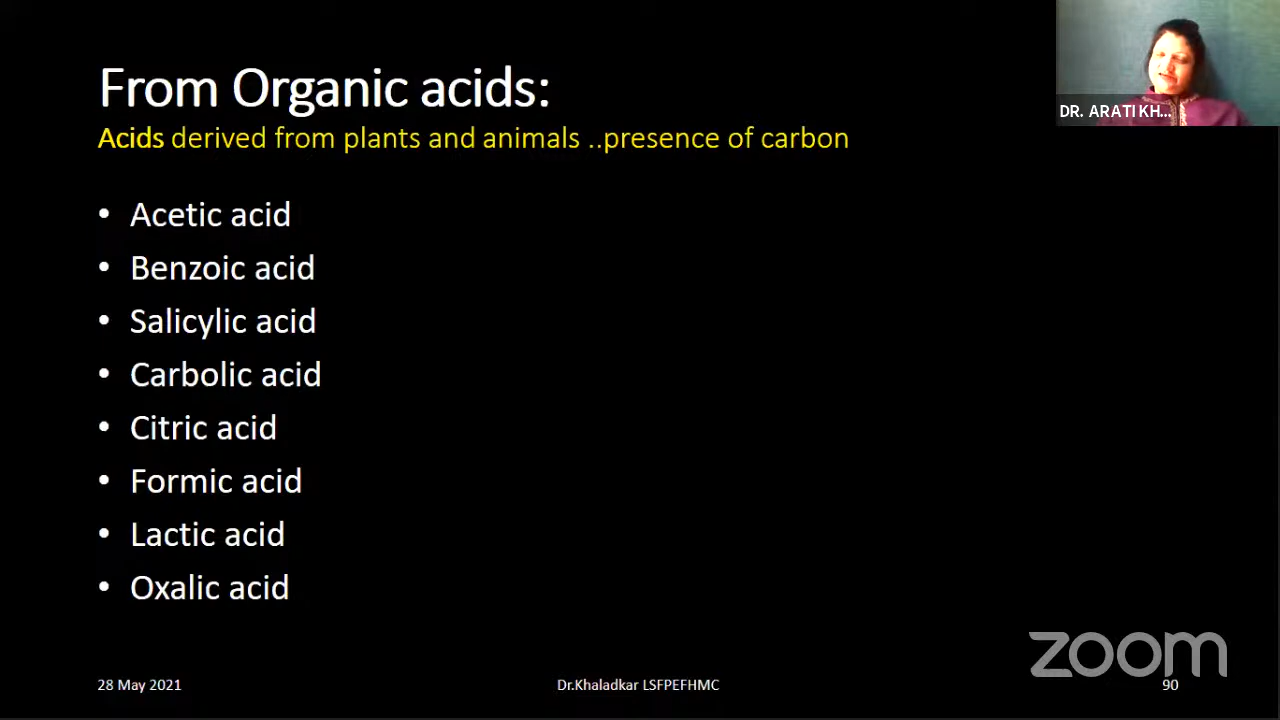 From Organic acids:
Acids derived from plants and animals ..presence of carbon
• Acetic acid
• Benzoic acid
• Salicylic acid
• Carbolic acid
• Citric acid
• Formic acid
• Lactic acid
• Oxalic acid
DR. ARATI KH...
zoom
28 May 2021
Dr.Khaladkar LSFPEFHMC
90